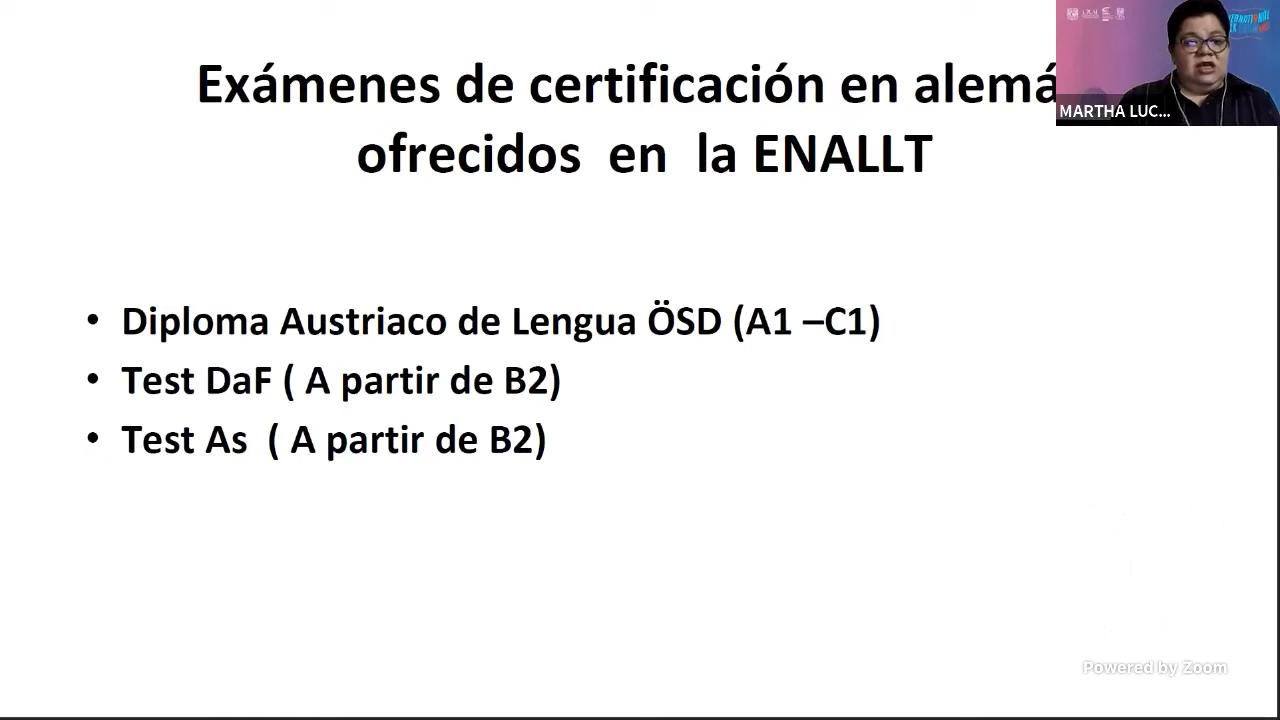 Exámenes de certificación en alemá
ofrecidos en la ENALLT
• Diploma Austriaco de Lengua ÖSD (A1 –C1)
• Test DaF ( A partir de B2)
• Test As ( A partir de B2)
MARTHA LUC...
Powered by Zoom